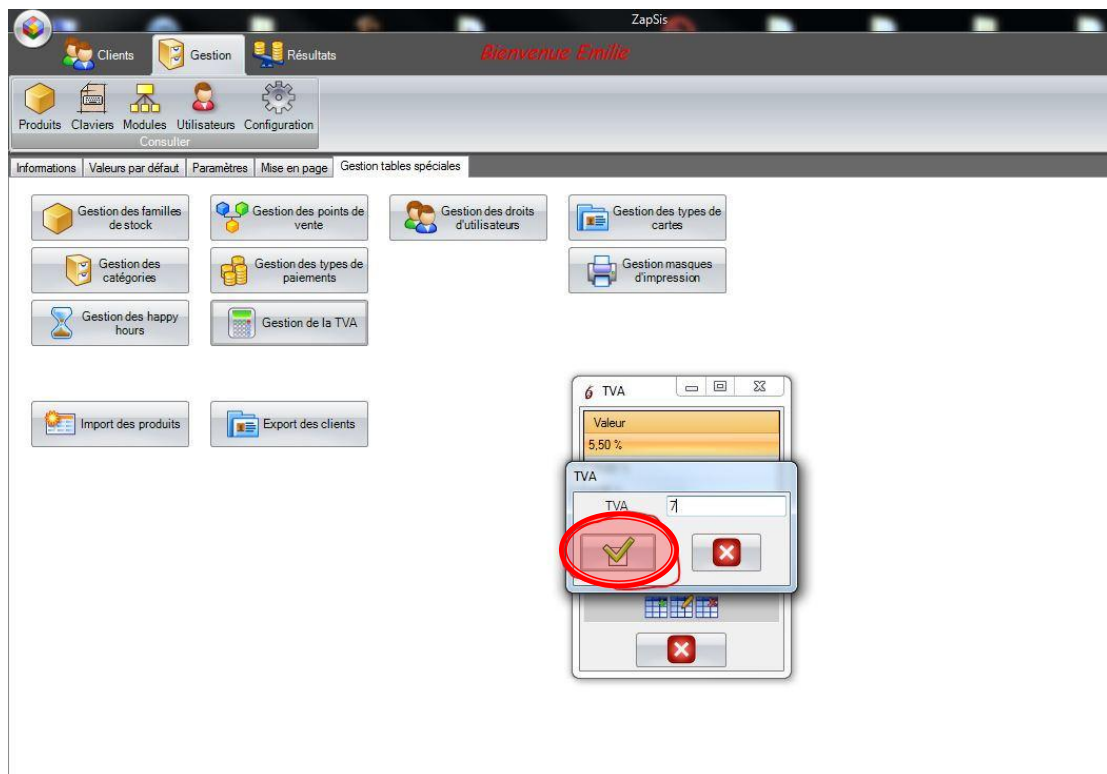 ZapSis
Clients
Gestion
Résultats
Bienvenue Emilie
Produits
Claviers
Modules
Utilisateurs
Configuration
Consulter
Informations
Valeurs par défaut
Paramètres
Mise en page
Gestion tables spéciales
Gestion des familles
de stock
Gestion des points de
vente
Gestion des droits
d'utilisateurs
Gestion des types de
cartes
Gestion des
catégories
Gestion des types de
paiements
Gestion masques
d'impression
Gestion des happy
hours
Gestion de la TVA
Import des produits
Export des clients
TVA
Valeur
5,50 %
TVA
TVA
7